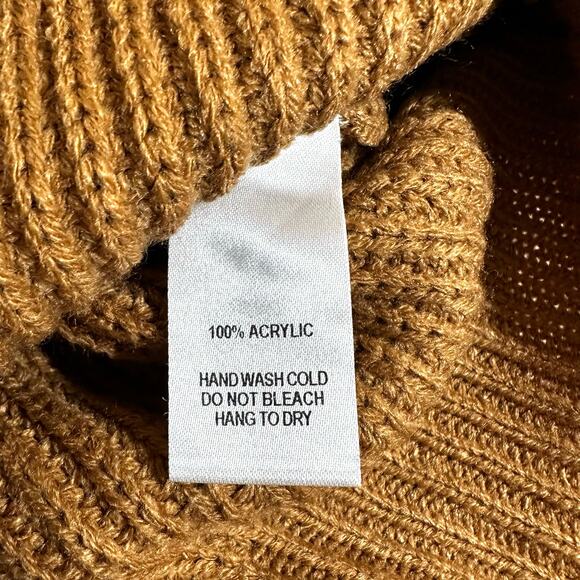 100% ACRYLIC
HAND WASH COLD
DO NOT BLEACH
HANG TO DRY